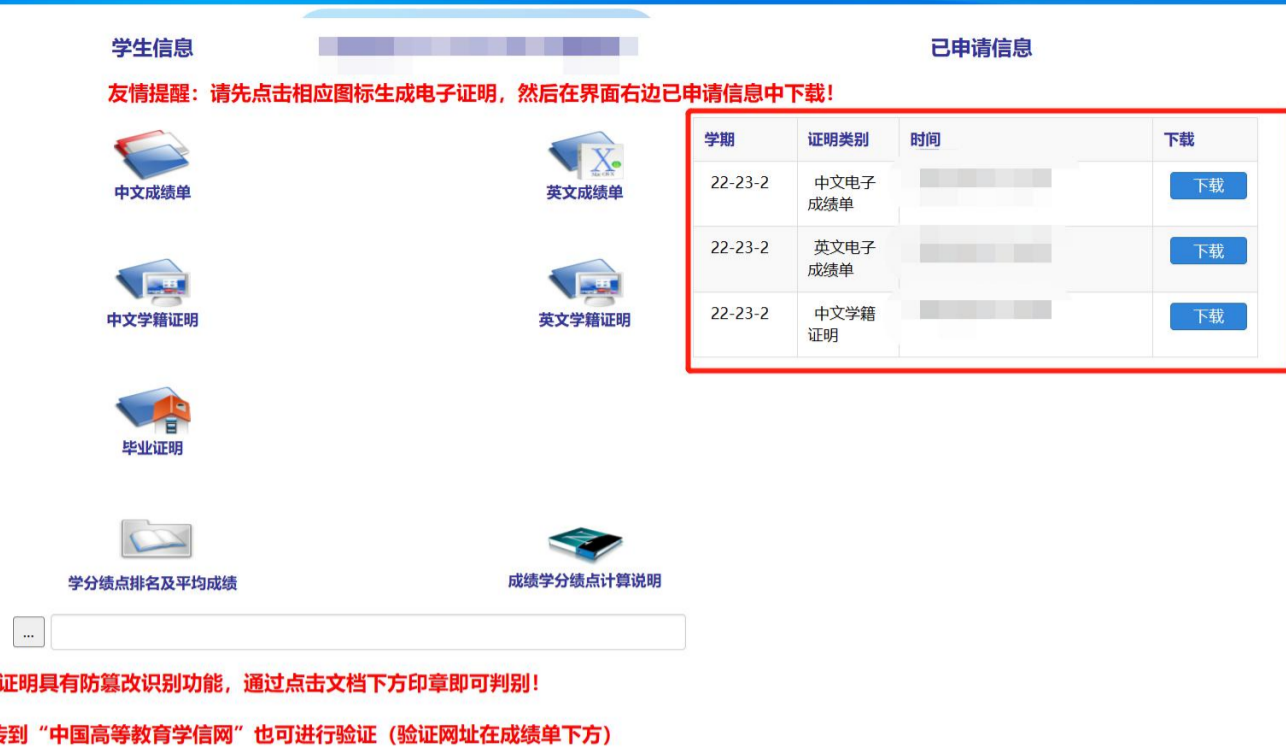 学生信息
已申请信息
友情提醒：请先点击相应图标生成电子证明，然后在界面右边已申请信息中下载！
中文成绩单
英文成绩单
中文学籍证明
英文学籍证明
毕业证明
学分绩点排名及平均成绩
成绩学分绩点计算说明
学期 证明类别 时间 下载
22-23-2 中文电子 下载
成绩单
22-23-2 英文电子 下载
成绩单
22-23-2 中文学籍 下载
证明
...
证明具有防篡改识别功能，通过点击文档下方印章即可判别！
到“中国高等教育学信网”也可进行验证（验证网址在成绩单下方）